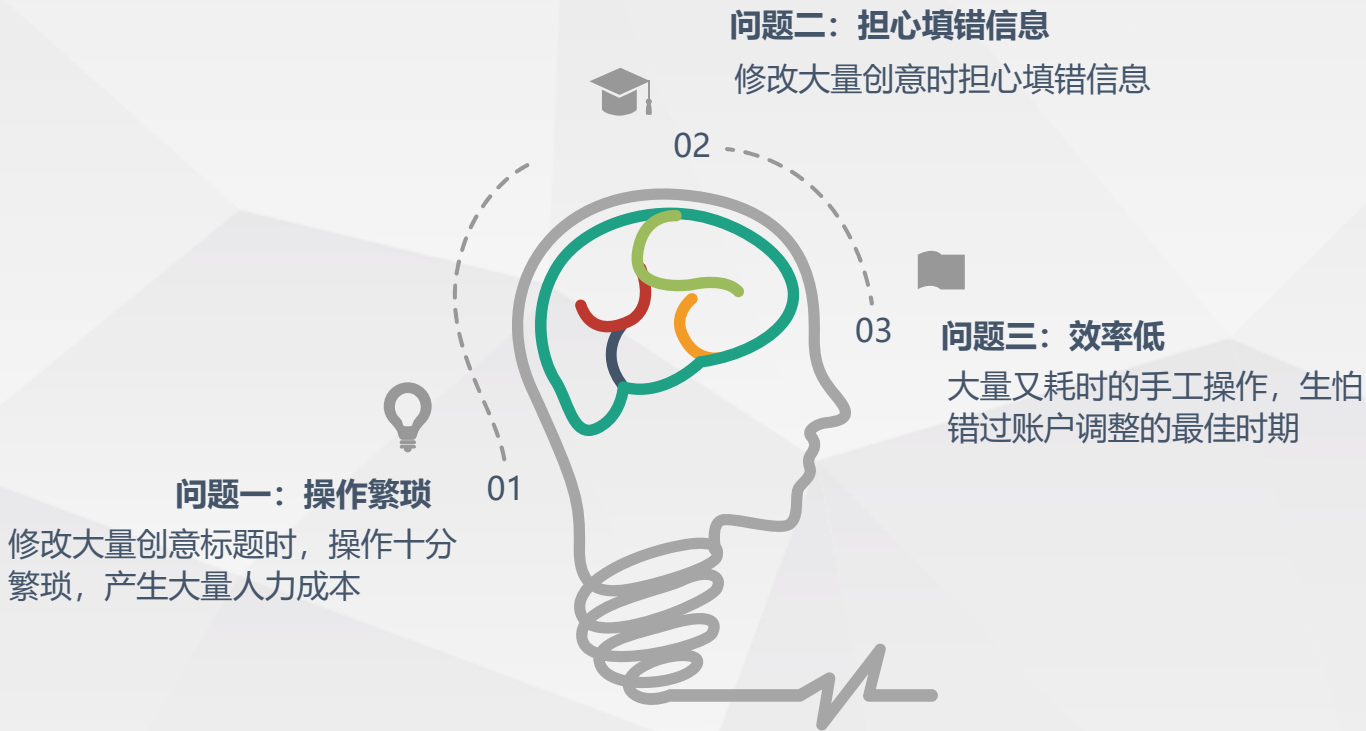 问题二：担心填错信息
修改大量创意时担心填错信息
02
03
问题三：效率低
大量又耗时的手工操作，生怕
错过账户调整的最佳时期
01
问题一：操作繁琐
修改大量创意标题时，操作十分
繁琐，产生大量人力成本